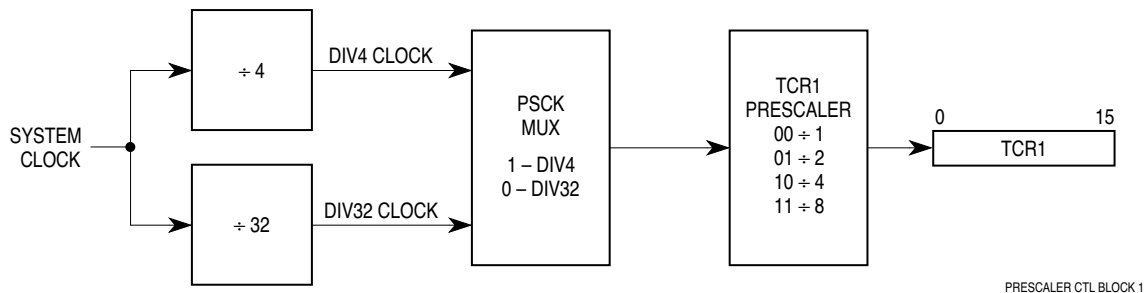 SYSTEM
CLOCK
÷ 4
DIV4 CLOCK
÷ 32
DIV32 CLOCK
PSCK
MUX
1 – DIV4
0 – DIV32
TCR1
PRESCALER
00 ÷ 1
01 ÷ 2
10 ÷ 4
11 ÷ 8
0 15
TCR1
PRESCALER CTL BLOCK 1